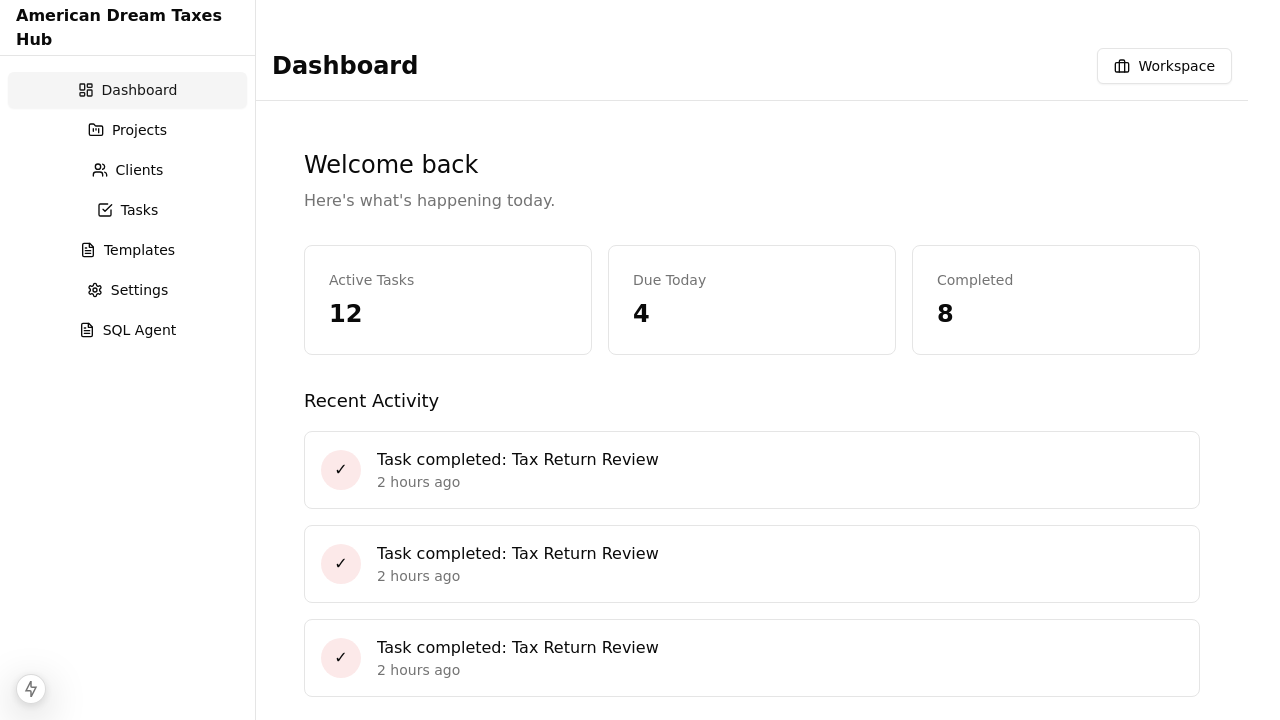 American Dream Taxes
Hub
Dashboard
Projects
Clients
Tasks
Templates
Settings
SQL Agent
Dashboard
Workspace
Welcome back
Here's what's happening today.
Active Tasks
12
Due Today
4
Completed
8
Recent Activity
✓
Task completed: Tax Return Review
2 hours ago
✓
Task completed: Tax Return Review
2 hours ago
✓
Task completed: Tax Return Review
2 hours ago